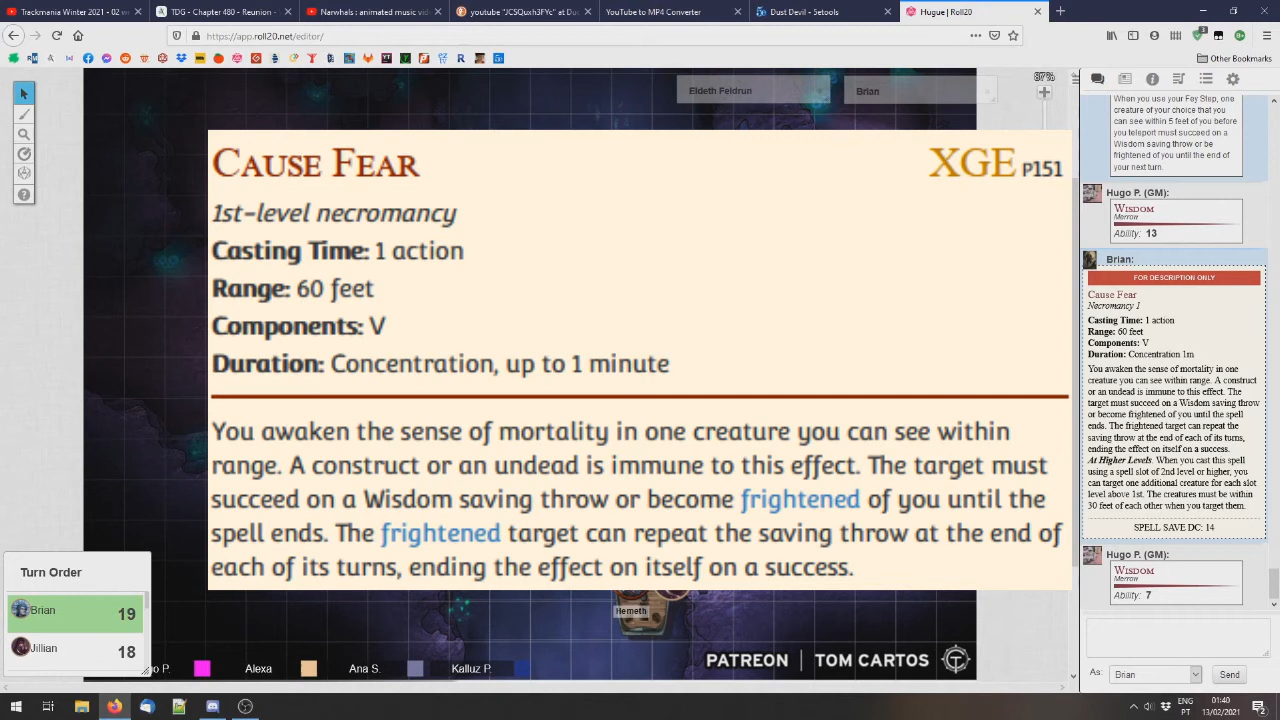 Trackmania Winter 2021 - 02 w
TDG - Chapter 480 - Reunion -
Narwhals : animated music vid
youtube "JCSQuxh3FYc" at Du
YouTube to MP4 Converter
Dust Devil - 5etools
Hugue | Roll20
https://app.roll20.net/editor/
Other Bookmarks
Eldeth Feldrun
Brian
87%
CAUSE FEAR
XGE P151
1st-level necromancy
Casting Time: 1 action
Range: 60 feet
Components: V
Duration: Concentration, up to 1 minute
You awaken the sense of mortality in one creature you can see within
range. A construct or an undead is immune to this effect. The target must
succeed on a Wisdom saving throw or become frightened of you until the
spell ends. The frightened target can repeat the saving throw at the end of
each of its turns, ending the effect on itself on a success.
Hemeth
PATREON | TOM CARTOS
Turn Order
Brian 19
Jillian 18
o P.
Alexa
Ana S.
Kalluz P.
When you use your Fey Step, one
creature of your choice that you
can see within 5 feet of you before
you teleport must succeed on a
Wisdom saving throw or be
frightened of you until the end of
your next turn.
Hugo P. (GM):
WISDOM
Merrow
Ability: 13
Brian:
FOR DESCRIPTION ONLY
Cause Fear
Necromancy 1
Casting Time: 1 action
Range: 60 feet
Components: V
Duration: Concentration 1m
You awaken the sense of mortality in one
creature you can see within range. A construct
or an undead is immune to this effect. The
target must succeed on a Wisdom saving throw
or become frightened of you until the spell
ends. The frightened target can repeat the
saving throw at the end of each of its turns,
ending the effect on itself on a success.
At Higher Levels. When you cast this spell
using a spell slot of 2nd level or higher, you
can target one additional creature for each slot
level above 1st. The creatures must be within
30 feet of each other when you target them.
SPELL SAVE DC: 14
Hugo P. (GM):
WISDOM
Merrow
Ability: 7
As:
Brian
Send
ENG
PT
01:40
13/02/2021
2